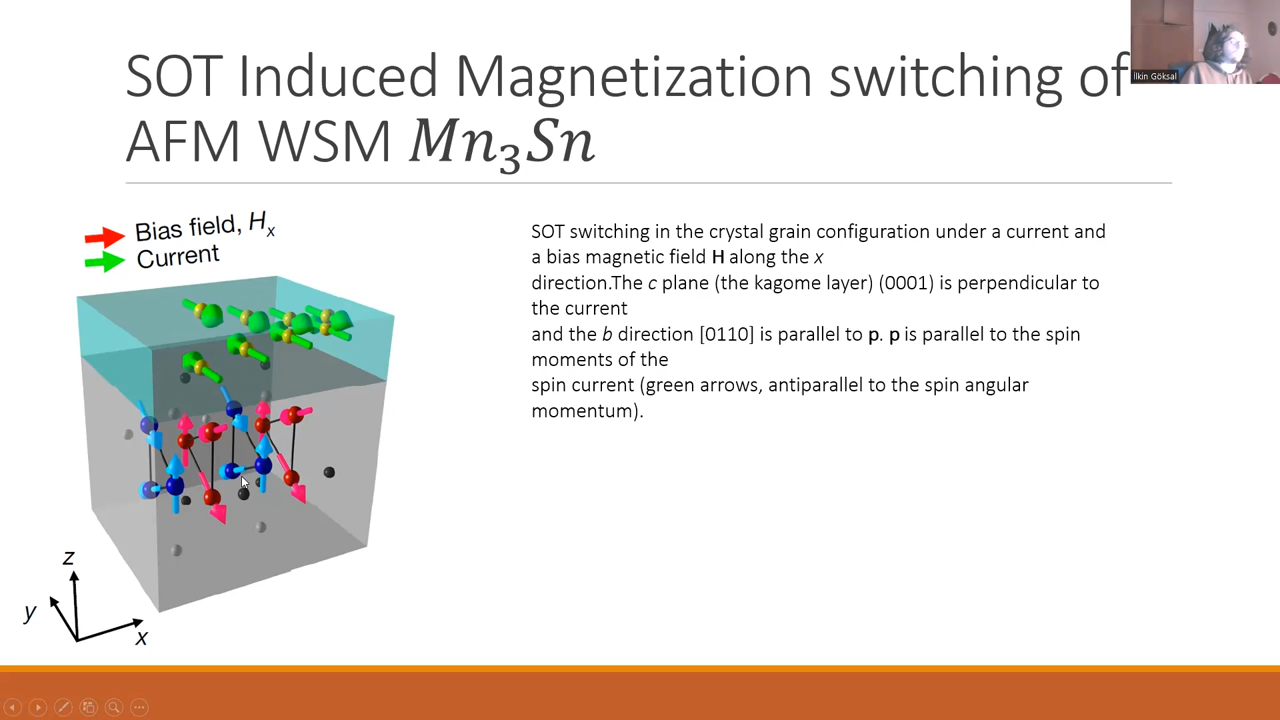 SOT Induced Magnetization switching of
AFM WSM Mn₃Sn
İlkin Göksal
Bias field, Hₓ
Current
SOT switching in the crystal grain configuration under a current and
a bias magnetic field H along the x
direction.The c plane (the kagome layer) (0001) is perpendicular to
the current
and the b direction [0110] is parallel to p. p is parallel to the spin
moments of the
spin current (green arrows, antiparallel to the spin angular
momentum).
z
y
x